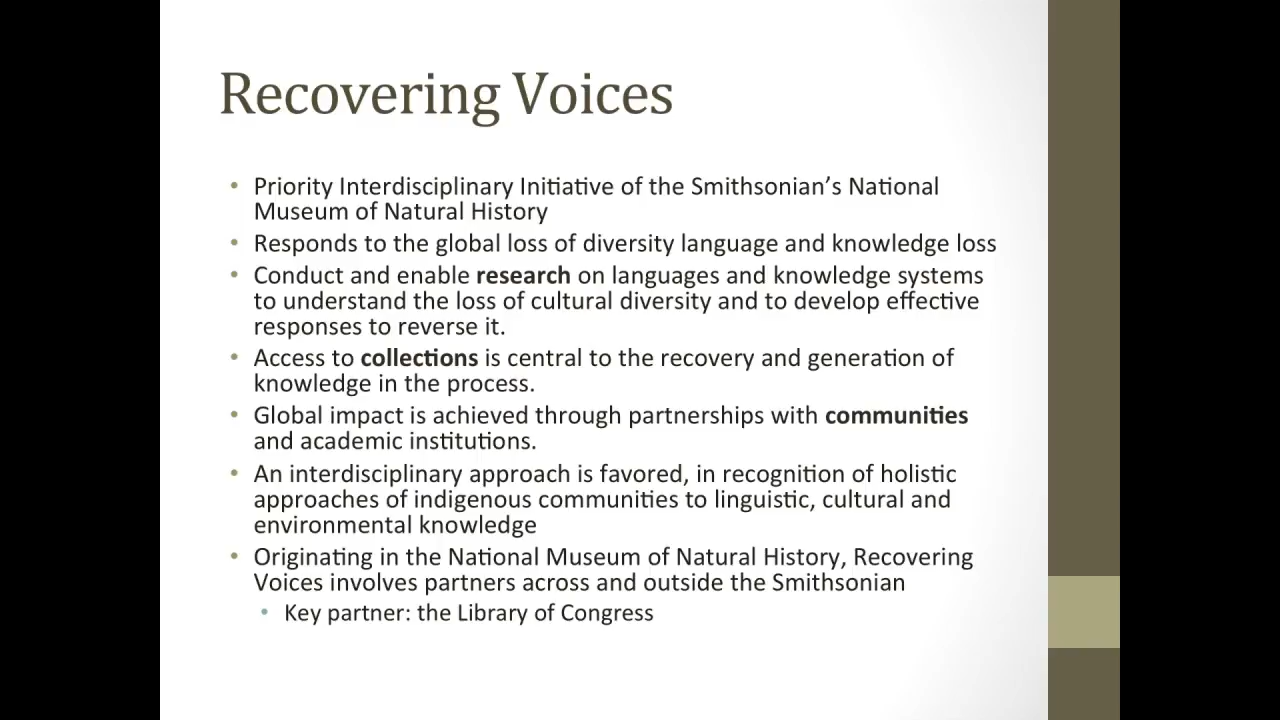 Recovering Voices
• Priority Interdisciplinary Initiative of the Smithsonian’s National
Museum of Natural History
• Responds to the global loss of diversity language and knowledge loss
• Conduct and enable research on languages and knowledge systems
to understand the loss of cultural diversity and to develop effective
responses to reverse it.
• Access to collections is central to the recovery and generation of
knowledge in the process.
• Global impact is achieved through partnerships with communities
and academic institutions.
• An interdisciplinary approach is favored, in recognition of holistic
approaches of indigenous communities to linguistic, cultural and
environmental knowledge
• Originating in the National Museum of Natural History, Recovering
Voices involves partners across and outside the Smithsonian
• Key partner: the Library of Congress